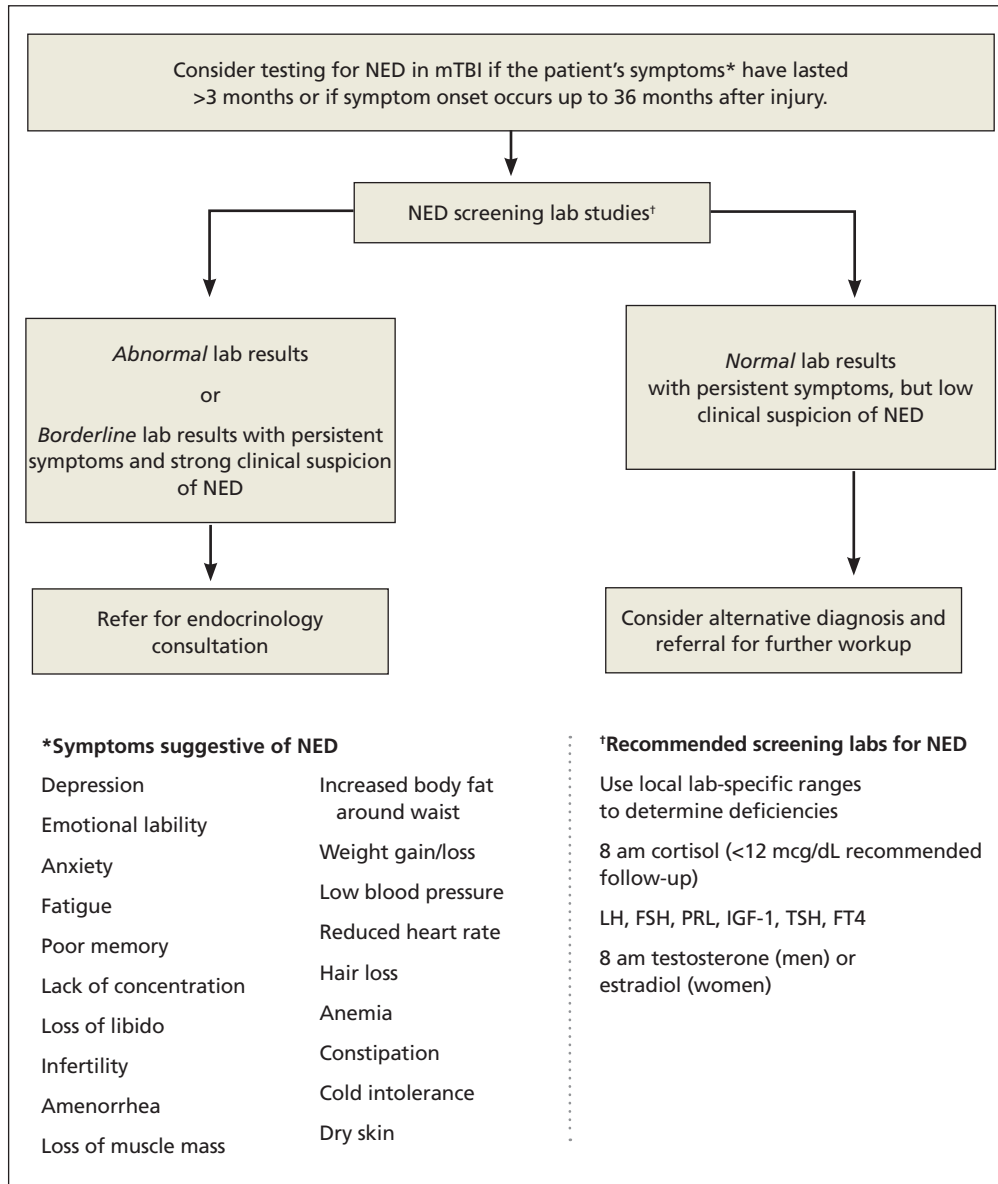 Consider testing for NED in mTBI if the patient's symptoms* have lasted
>3 months or if symptom onset occurs up to 36 months after injury.
NED screening lab studies†
Abnormal lab results
or
Borderline lab results with persistent
symptoms and strong clinical suspicion
of NED
Normal lab results
with persistent symptoms, but low
clinical suspicion of NED
Refer for endocrinology
consultation
Consider alternative diagnosis and
referral for further workup
*Symptoms suggestive of NED
Depression
Emotional lability
Anxiety
Fatigue
Poor memory
Lack of concentration
Loss of libido
Infertility
Amenorrhea
Loss of muscle mass
Increased body fat
around waist
Weight gain/loss
Low blood pressure
Reduced heart rate
Hair loss
Anemia
Constipation
Cold intolerance
Dry skin
†Recommended screening labs for NED
Use local lab-specific ranges
to determine deficiencies
8 am cortisol (<12 mcg/dL recommended
follow-up)
LH, FSH, PRL, IGF-1, TSH, FT4
8 am testosterone (men) or
estradiol (women)